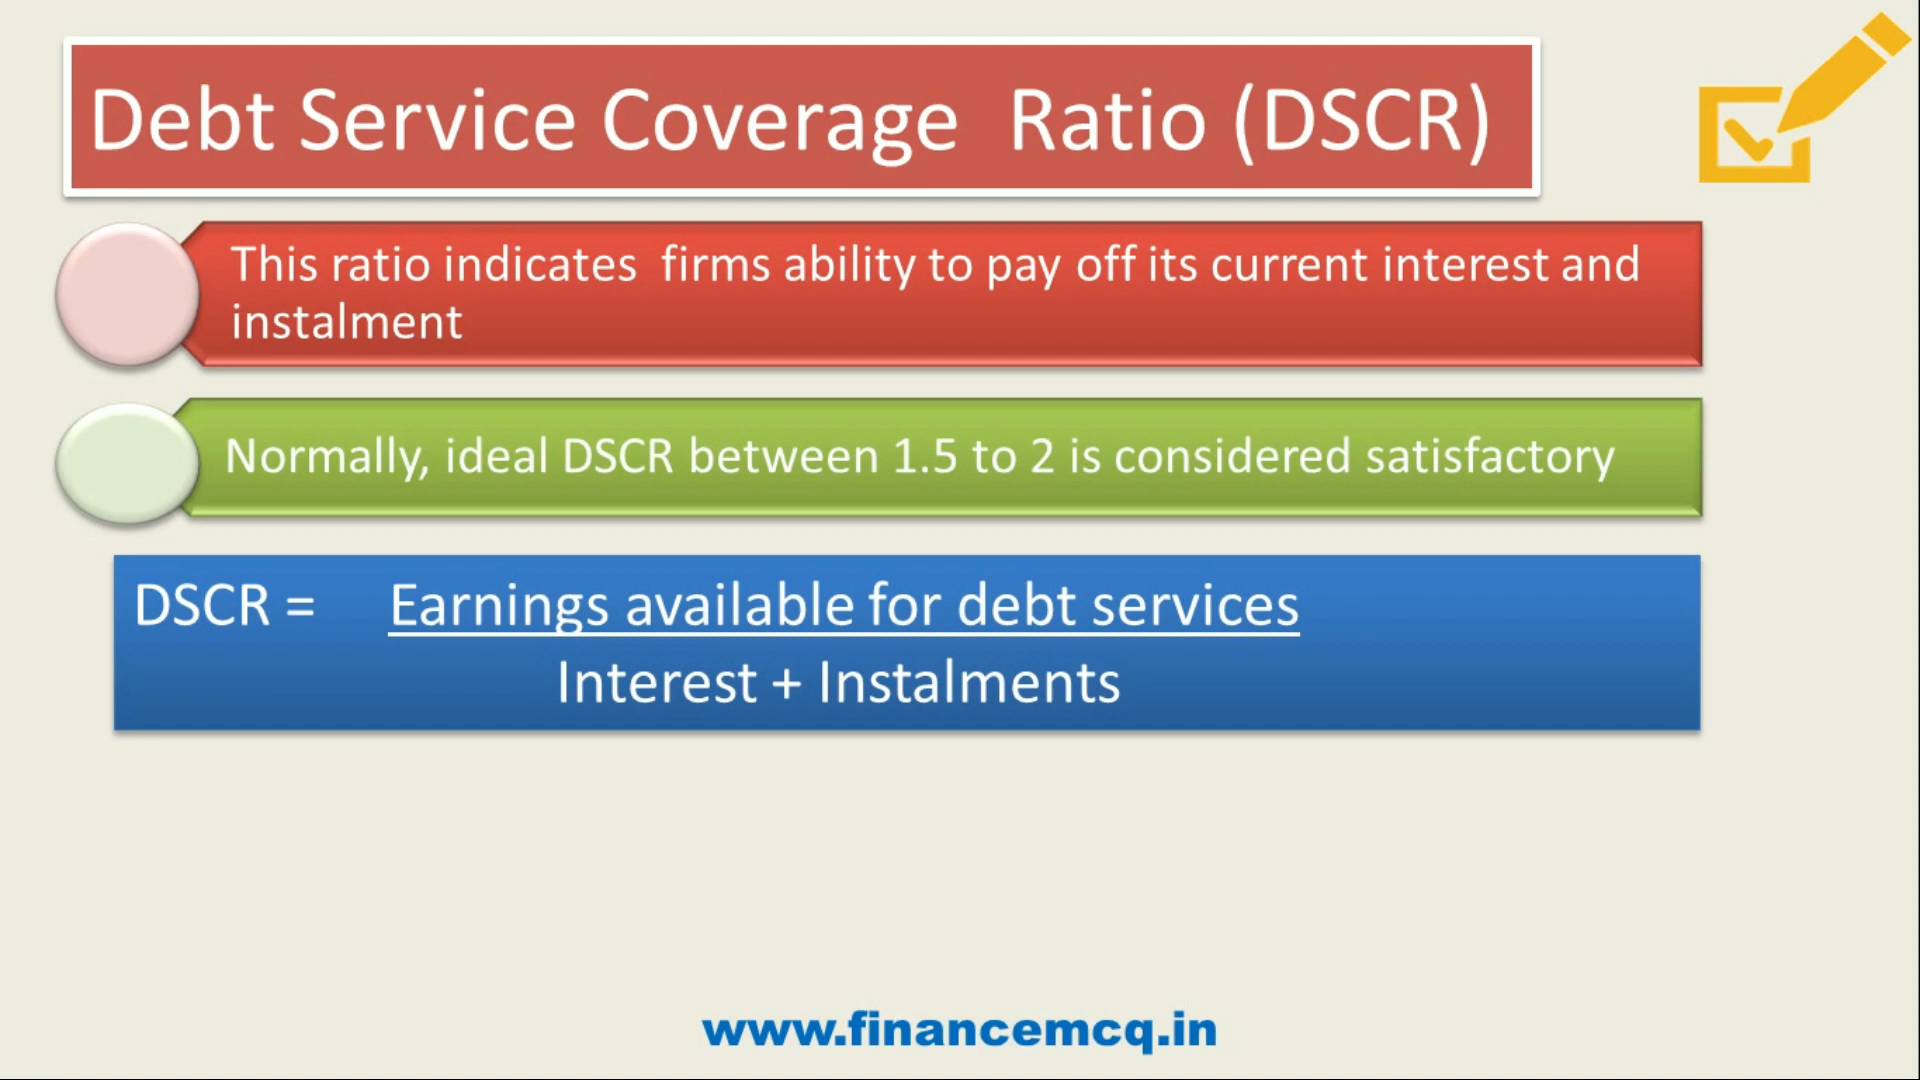 Debt Service Coverage Ratio (DSCR)
This ratio indicates firms ability to pay off its current interest and
instalment
Normally, ideal DSCR between 1.5 to 2 is considered satisfactory
DSCR = Earnings available for debt services
Interest + Instalments
www.financemcq.in